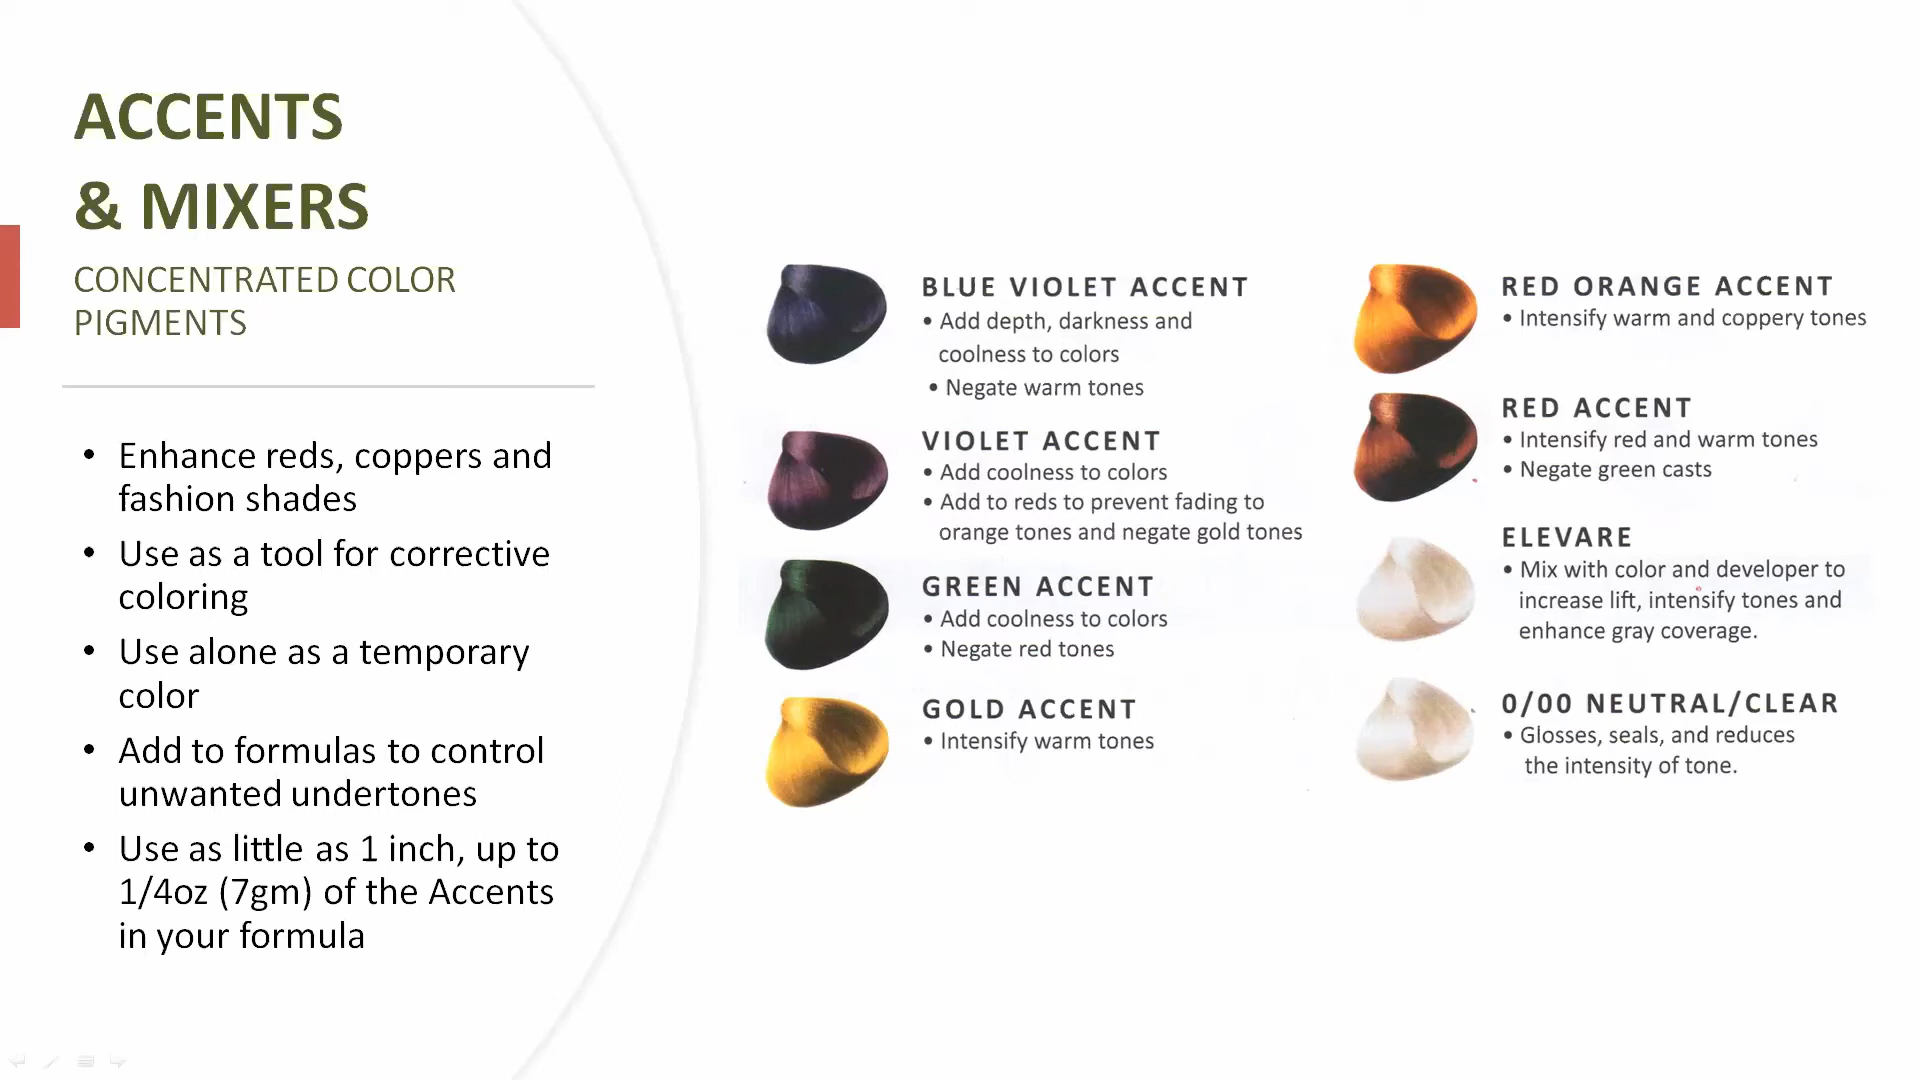 ACCENTS
& MIXERS
CONCENTRATED COLOR
PIGMENTS
• Enhance reds, coppers and
fashion shades
• Use as a tool for corrective
coloring
• Use alone as a temporary
color
• Add to formulas to control
unwanted undertones
• Use as little as 1 inch, up to
1/4oz (7gm) of the Accents
in your formula
BLUE VIOLET ACCENT
• Add depth, darkness and
coolness to colors
• Negate warm tones
VIOLET ACCENT
• Add coolness to colors
• Add to reds to prevent fading to
orange tones and negate gold tones
GREEN ACCENT
• Add coolness to colors
• Negate red tones
GOLD ACCENT
• Intensify warm tones
RED ORANGE ACCENT
• Intensify warm and coppery tones
RED ACCENT
• Intensify red and warm tones
• Negate green casts
ELEVARE
• Mix with color and developer to
increase lift, intensify tones and
enhance gray coverage.
0/00 NEUTRAL/CLEAR
• Glosses, seals, and reduces
the intensity of tone.